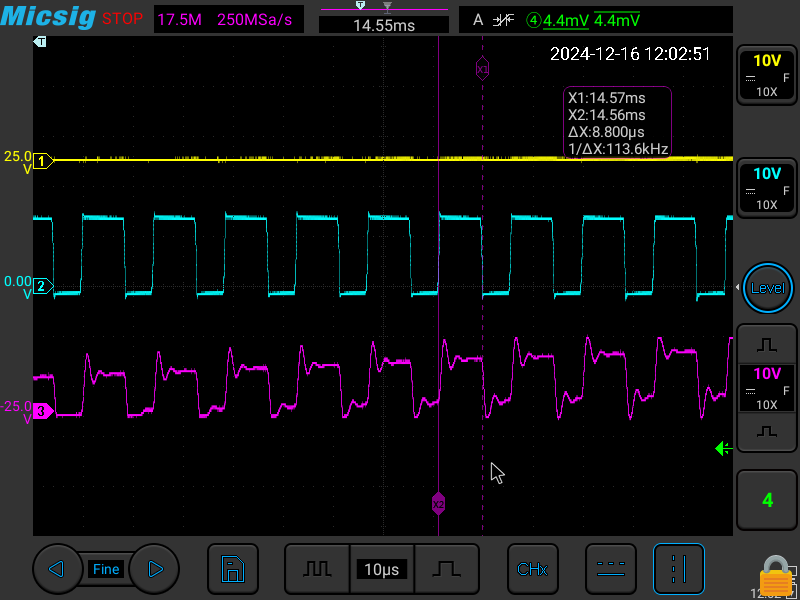 Micsig STOP 17.5M 250MSa/s T 14.55ms A 4 4.4mV 4.4mV
T
2024-12-16 12:02:51
X1
X1:14.57ms
X2:14.56ms
ΔX:8.800μs
1/ΔX:113.6kHz
10V
F
10X
25.0
V
1
10V
F
10X
0.00
V
2
Level
10V
F
10X
-25.0
V
3
X2
4
Fine 10μs CHx